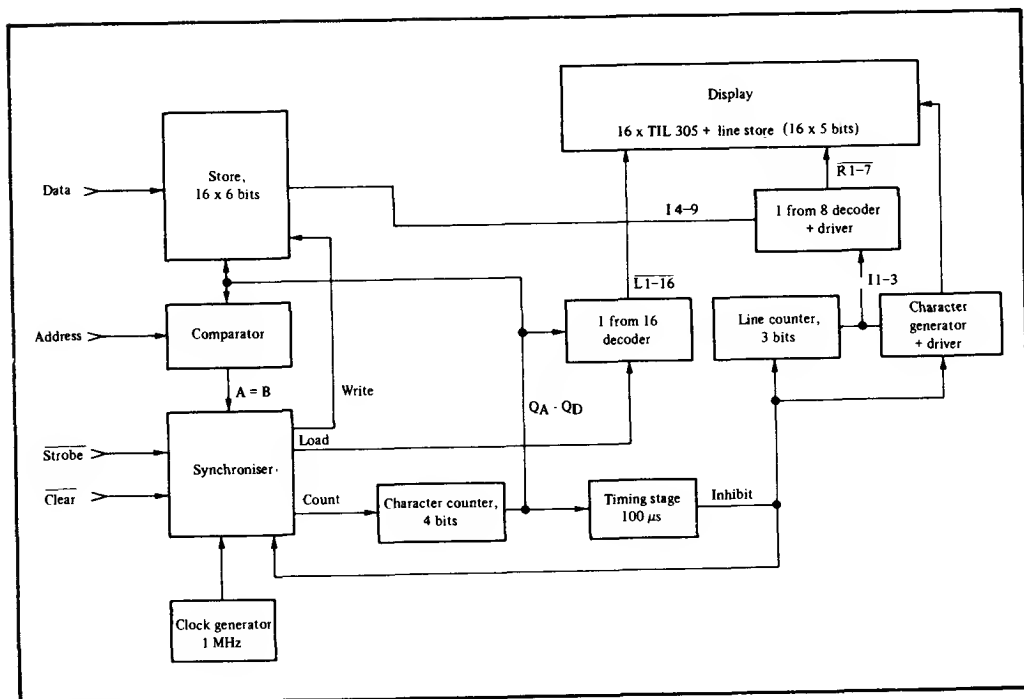 Display
16 x TIL 305 + line store (16 x 5 bits)
Store,
16 x 6 bits
Data
R1–7
I 4–9
1 from 8 decoder
+ driver
L1–16
I1–3
Address
Comparator
1 from 16
decoder
Line counter,
3 bits
Character
generator
+ driver
A = B
Write
QA - QD
Load
Strobe
Synchroniser
Clear
Count
Character counter,
4 bits
Timing stage
100 µs
Inhibit
Clock generator
1 MHz